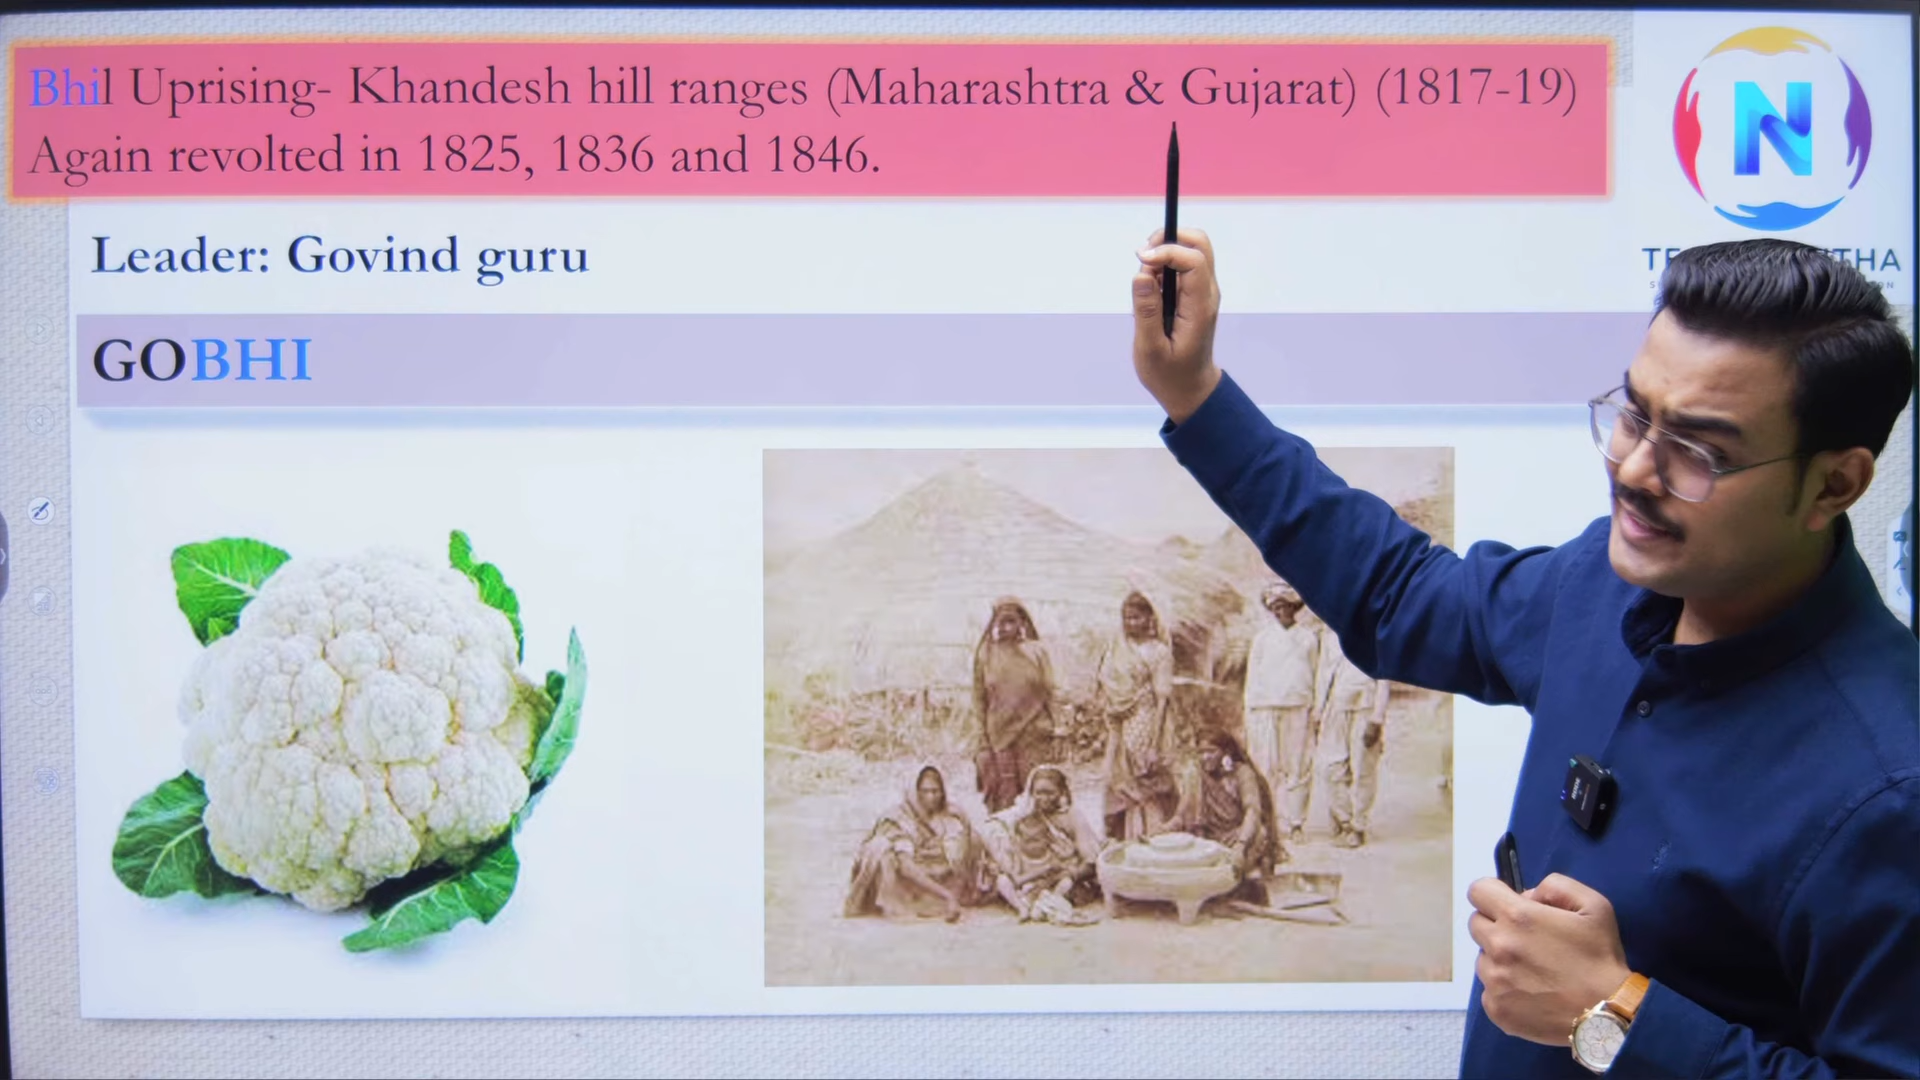 Bhil Uprising- Khandesh hill ranges (Maharashtra & Gujarat) (1817-19)
Again revolted in 1825, 1836 and 1846.
Leader: Govind guru
GOBHI
N